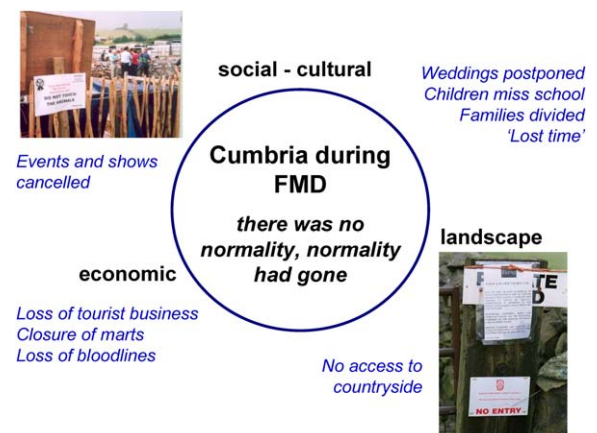 DO NOT TOUCH
THE ANIMALS
social - cultural
Weddings postponed
Children miss school
Families divided
‘Lost time’
Events and shows
cancelled
Cumbria during
FMD
there was no
normality, normality
had gone
landscape
economic
Loss of tourist business
Closure of marts
Loss of bloodlines
No access to
countryside
NO ENTRY